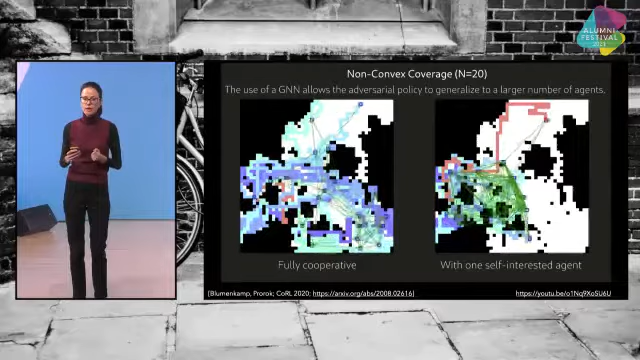 ALUMNI
FESTIVAL
2021
Non-Convex Coverage (N=20)
The use of a GNN allows the adversarial policy to generalize to a larger number of agents.
Fully cooperative
With one self-interested agent
[Blumenkamp, Prorok; CoRL 2020: https://arxiv.org/abs/2008.02616]
https://youtu.be/o1Nq9XoSU6U